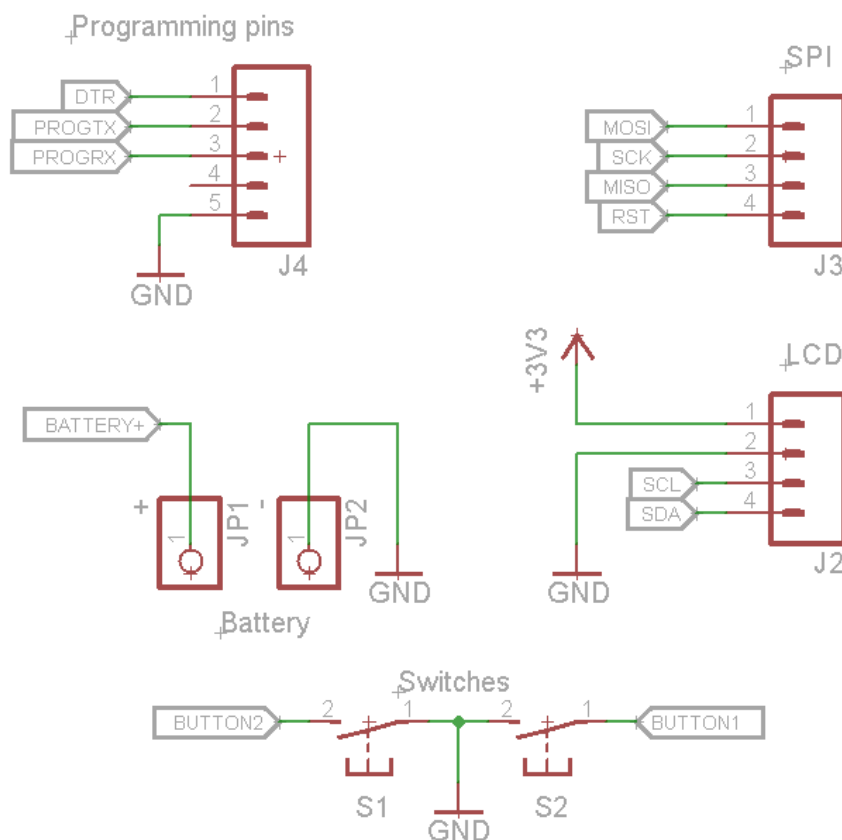 Programming pins
DTR 1
PROGTX 2
PROGRX 3
4
5
GND
J4
SPI
MOSI 1
SCK 2
MISO 3
RST 4
J3
BATTERY+
+ 1 JP1
- 1 JP2
GND
Battery
+3V3
LCD
1
2
SCL 3
SDA 4
GND
J2
Switches
BUTTON2 2 1 2 1 BUTTON1
S1 S2
GND